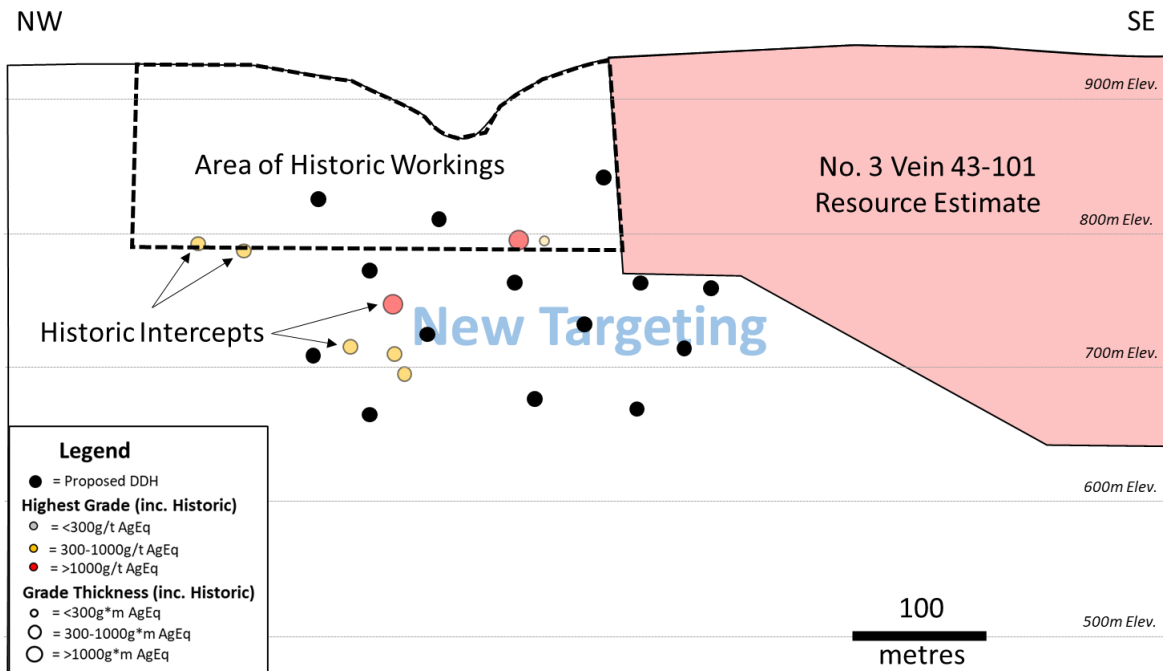 NW
SE
900m Elev.
Area of Historic Workings
No. 3 Vein 43-101
Resource Estimate
800m Elev.
Historic Intercepts
New Targeting
700m Elev.
Legend
= Proposed DDH
Highest Grade (inc. Historic)
= <300g/t AgEq
= 300-1000g/t AgEq
= >1000g/t AgEq
Grade Thickness (inc. Historic)
= <300g*m AgEq
= 300-1000g*m AgEq
= >1000g*m AgEq
600m Elev.
100
metres
500m Elev.